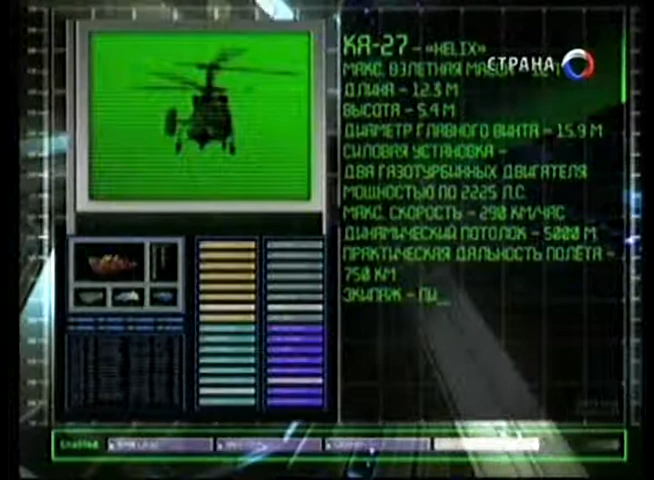 КА-27 – «HELIX»
СТРАНА
МАКС. ВЗЛЕТНАЯ
ДЛИНА – 12.3 М
ВЫСОТА – 5.4 М
ДИАМЕТР ГЛАВНОГО ВИНТА – 15.9 М
СИЛОВАЯ УСТАНОВКА –
ДВА ГАЗОТУРБИННЫХ ДВИГАТЕЛЯ
МОЩНОСТЬЮ ПО 2225 Л.С.
МАКС. СКОРОСТЬ – 290 КМ/ЧАС
ДИНАМИЧЕСКИЙ ПОТОЛОК – 5000 М
ПРАКТИЧЕСКАЯ ДАЛЬНОСТЬ ПОЛЁТА –
750 КМ
ЭКИПАЖ – ПИ_
Enabled